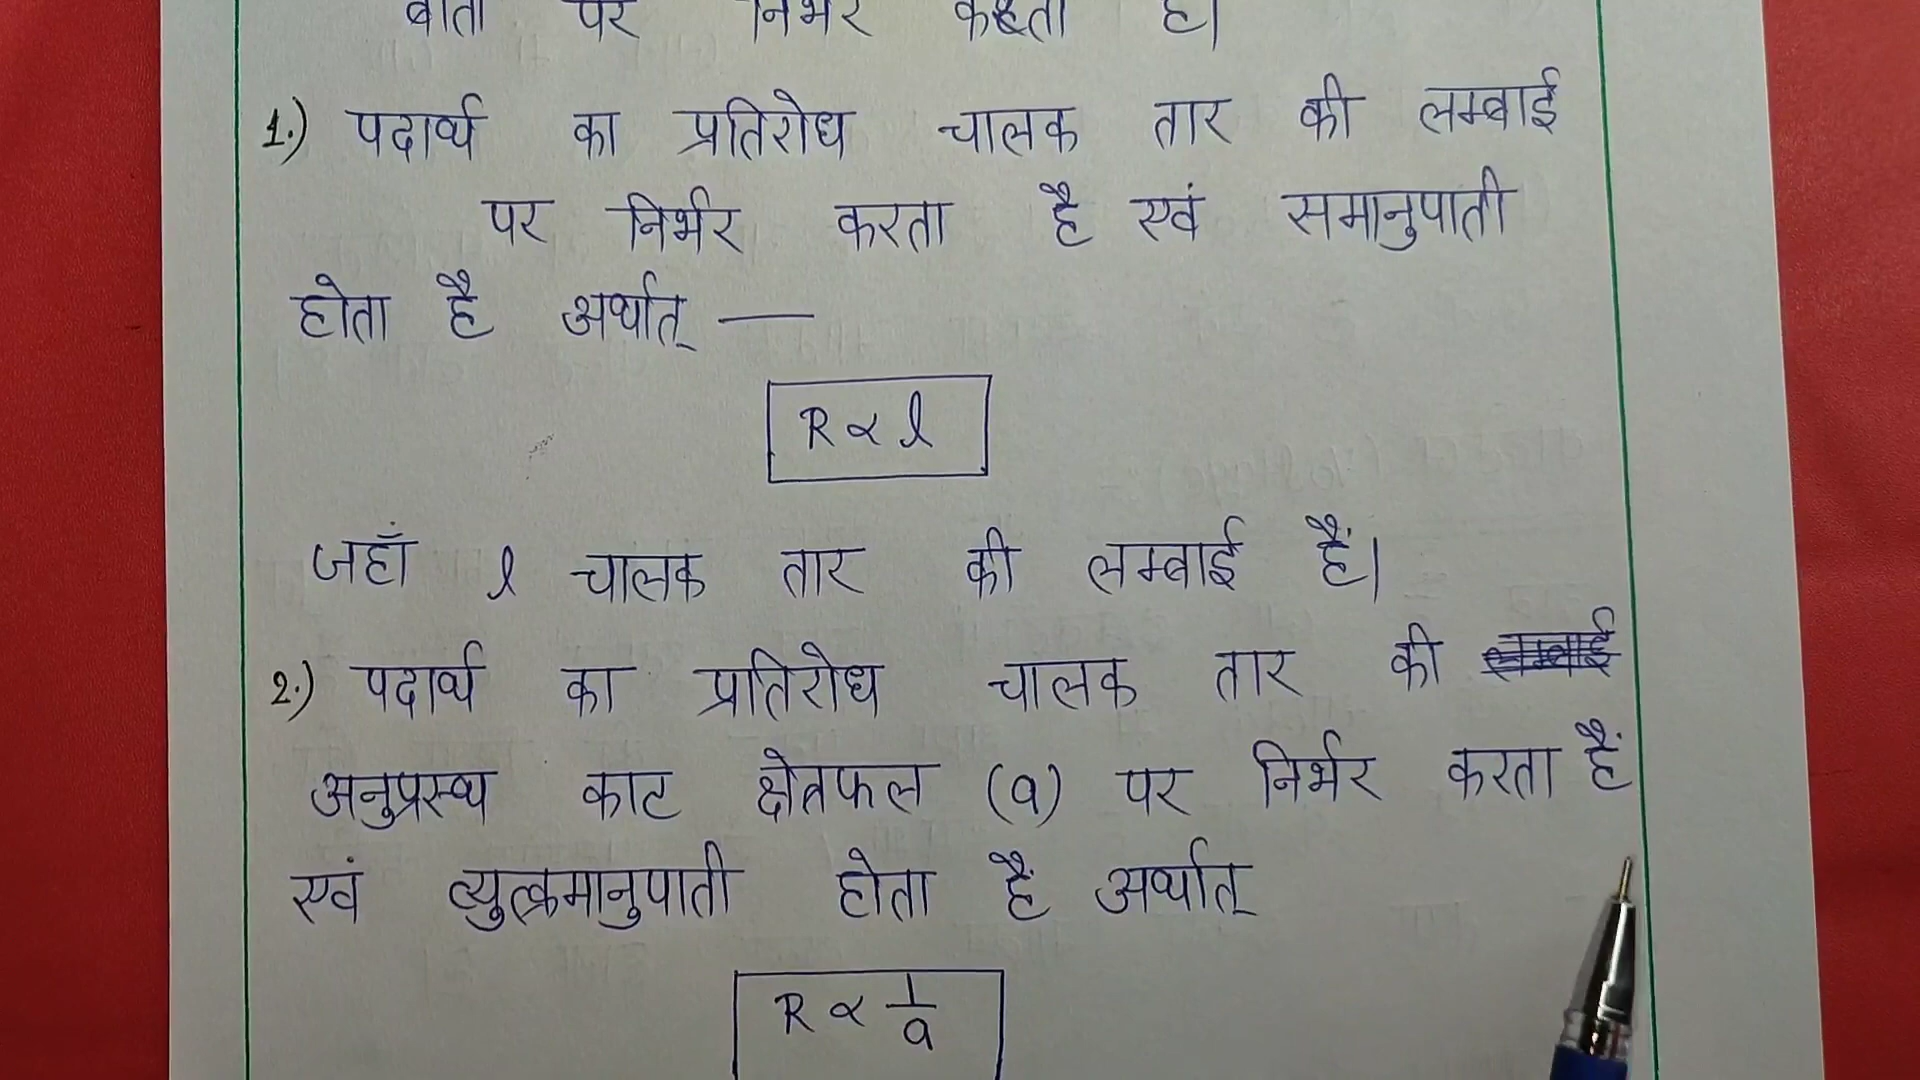 बातों पर निर्भर करता है।
1.) पदार्थ का प्रतिरोध चालक तार की लम्बाई
पर निर्भर करता है एवं समानुपाती
होता है अर्थात् —
R ∝ l
जहाँ l चालक तार की लम्बाई हैं।
2.) पदार्थ का प्रतिरोध चालक तार की
अनुप्रस्थ काट क्षेत्रफल (a) पर निर्भर करता हैं
एवं व्युत्क्रमानुपाती होता हैं अर्थात्
R ∝ 1/a